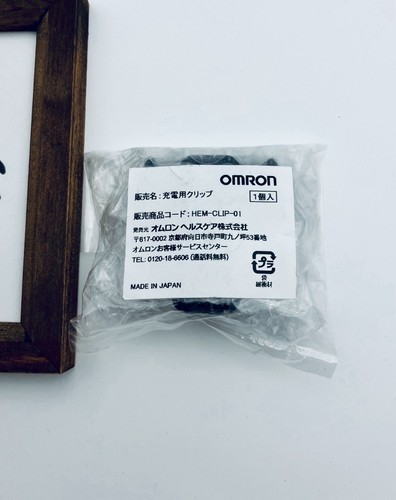 OMRON
販売名:充電用クリップ
1個入
販売商品コード:HEM-CLIP-01
発売元 オムロン ヘルスケア株式会社
〒617-0002 京都府向日市寺戸町九ノ坪53番地
オムロンお客様サービスセンター
TEL: 0120-18-6606 (通話料無料)
プラ
袋
緩衝材
MADE IN JAPAN